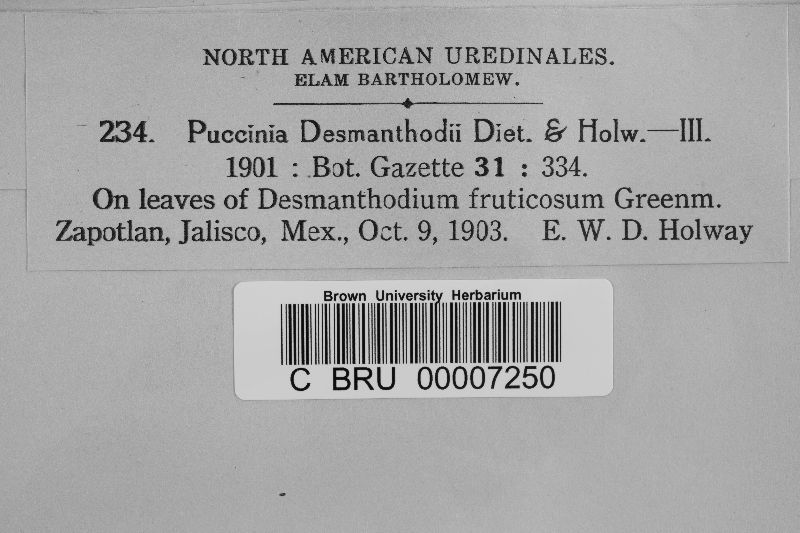 NORTH AMERICAN UREDINALES.
ELAM BARTHOLOMEW.
234. Puccinia Desmanthodii Diet. & Holw.—III.
1901 : Bot. Gazette 31 : 334.
On leaves of Desmanthodium fruticosum Greenm.
Zapotlan, Jalisco, Mex., Oct. 9, 1903. E. W. D. Holway
Brown University Herbarium
C BRU 00007250